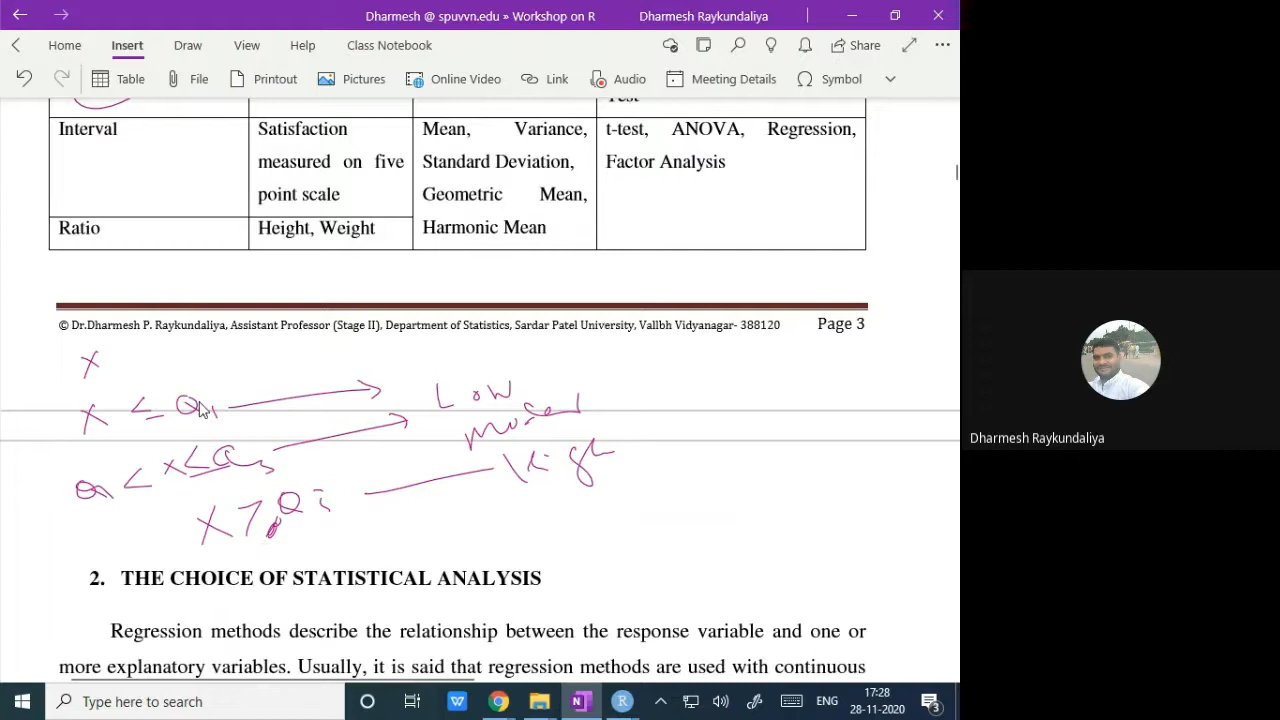 Dharmesh @ spuvvn.edu » Workshop on R
Dharmesh Raykundaliya
Home Insert Draw View Help Class Notebook
Share
Table File Printout Pictures Online Video Link Audio Meeting Details Symbol
Test
Interval
Satisfaction
measured on five
point scale
Mean, Variance,
Standard Deviation,
Geometric Mean,
Harmonic Mean
t-test, ANOVA, Regression,
Factor Analysis
Ratio
Height, Weight
© Dr.Dharmesh P. Raykundaliya, Assistant Professor (Stage II), Department of Statistics, Sardar Patel University, Vallbh Vidyanagar- 388120 Page 3
X
X ≤ Q1 Low
X ≤ Q3
High
2. THE CHOICE OF STATISTICAL ANALYSIS
Regression methods describe the relationship between the response variable and one or
more explanatory variables. Usually, it is said that regression methods are used with continuous
Dharmesh Raykundaliya
Type here to search
ENG
17:28
28-11-2020
3